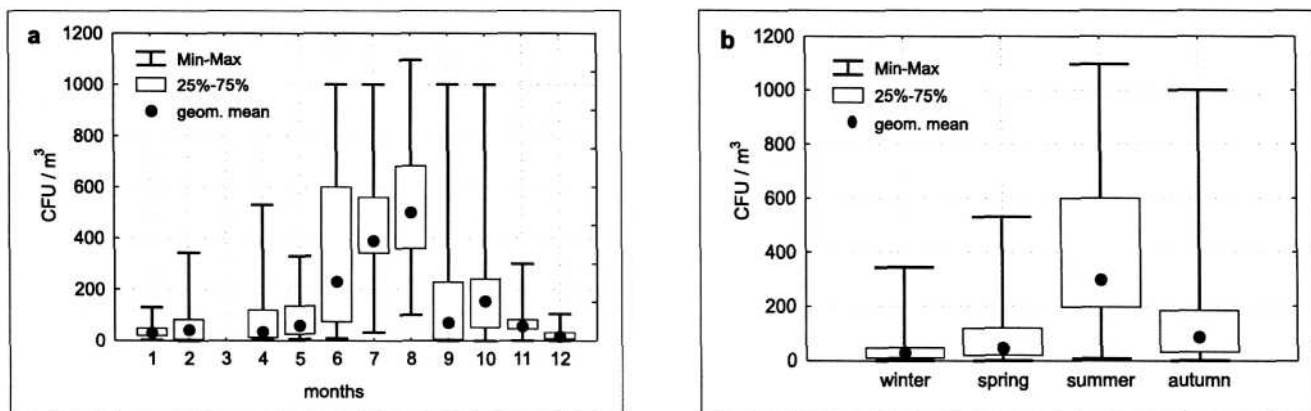 a
1200
1000
800
600
400
200
0
CFU / m³
Min-Max
25%-75%
geom. mean
1 2 3 4 5 6 7 8 9 10 11 12
months
b
1200
1000
800
600
400
200
0
CFU / m³
Min-Max
25%-75%
geom. mean
winter spring summer autumn